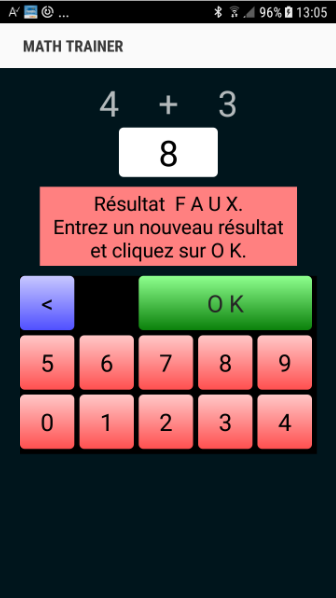 96% 13:05
MATH TRAINER
4 + 3
8
Résultat F A U X.
Entrez un nouveau résultat
et cliquez sur O K.
< O K
5 6 7 8 9
0 1 2 3 4